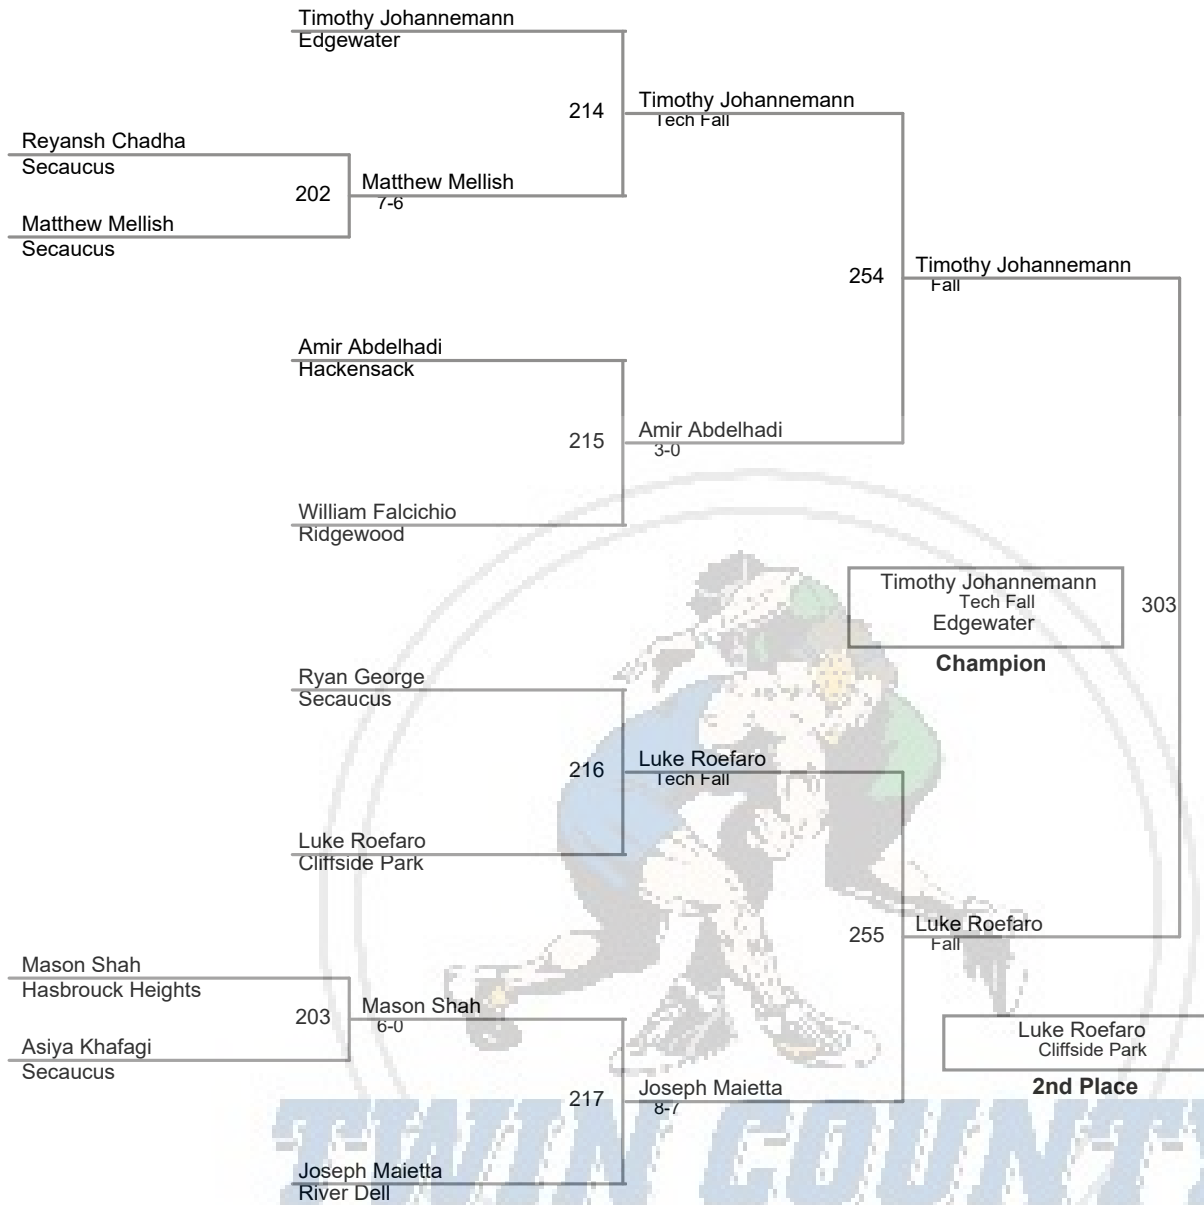 Timothy Johannemann
Edgewater
214
Timothy Johannemann
Tech Fall
Reyansh Chadha
Secaucus
202
Matthew Mellish
7-6
Matthew Mellish
Secaucus
254
Timothy Johannemann
Fall
Amir Abdelhadi
Hackensack
215
Amir Abdelhadi
3-0
William Falcichio
Ridgewood
Timothy Johannemann
Tech Fall
Edgewater
303
Champion
Ryan George
Secaucus
216
Luke Roefaro
Tech Fall
Luke Roefaro
Cliffside Park
255
Luke Roefaro
Fall
Mason Shah
Hasbrouck Heights
203
Mason Shah
6-0
Asiya Khafagi
Secaucus
Luke Roefaro
Cliffside Park
2nd Place
217
Joseph Maietta
8-7
Joseph Maietta
River Dell
TWIN COUNTY